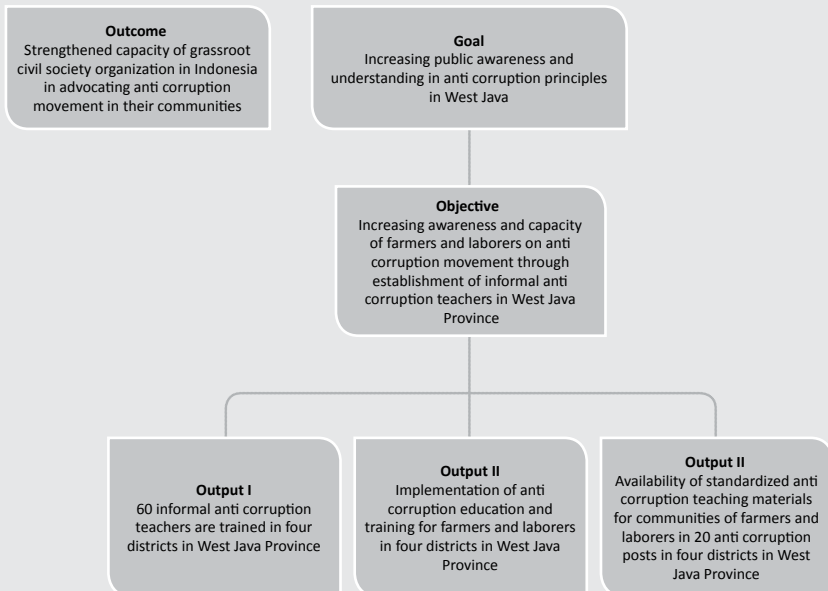 Outcome
Strengthened capacity of grassroot
civil society organization in Indonesia
in advocating anti corruption
movement in their communities
Goal
Increasing public awareness and
understanding in anti corruption principles
in West Java
Objective
Increasing awareness and capacity
of farmers and laborers on anti
corruption movement through
establishment of informal anti
corruption teachers in West Java
Province
Output I
60 informal anti corruption
teachers are trained in four
districts in West Java Province
Output II
Implementation of anti
corruption education and
training for farmers and laborers
in four districts in West Java
Province
Output II
Availability of standardized anti
corruption teaching materials
for communities of farmers and
laborers in 20 anti corruption
posts in four districts in West
Java Province